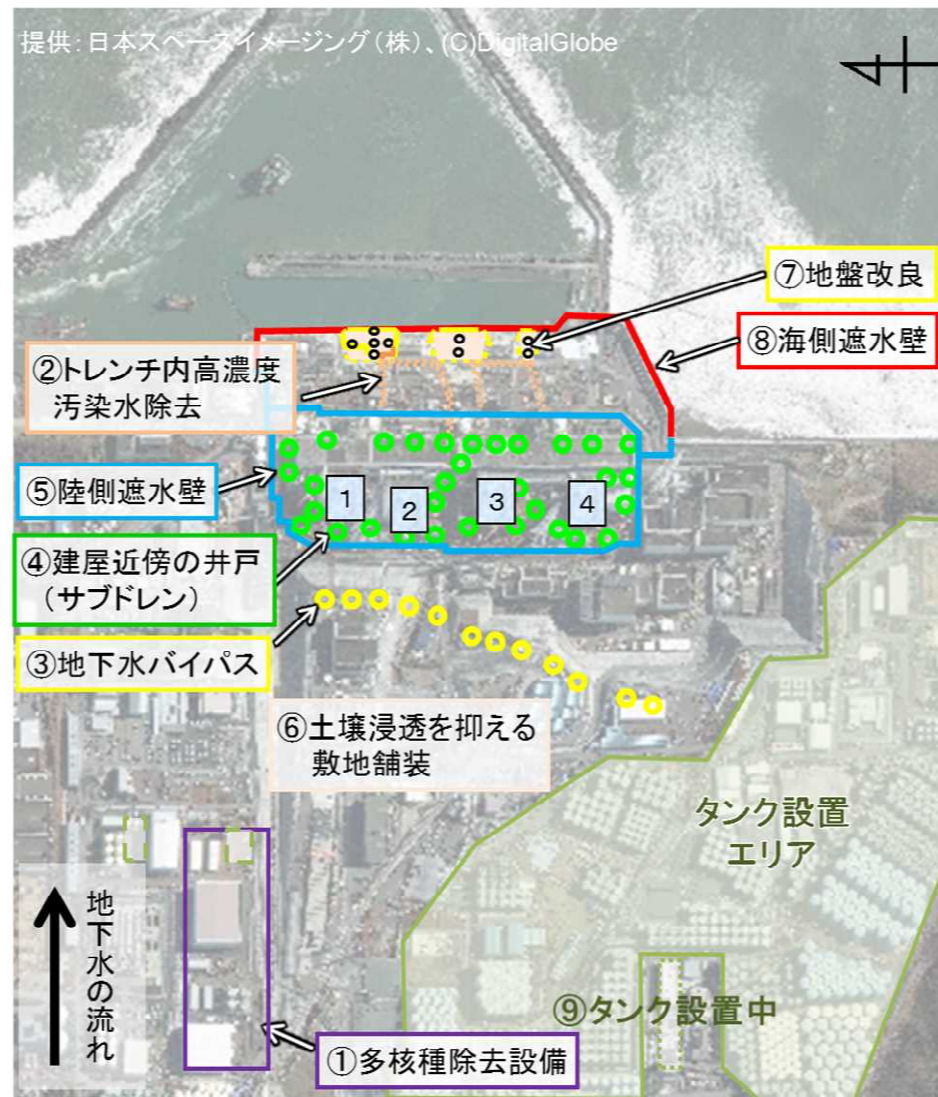 提供:日本スペースイメージング(株)、(C)DigitalGlobe
⑦地盤改良
⑧海側遮水壁
②トレンチ内高濃度
汚染水除去
⑤陸側遮水壁
1
2
3
4
④建屋近傍の井戸
(サブドレン)
③地下水バイパス
⑥土壌浸透を抑える
敷地舗装
タンク設置
エリア
地下水の流れ
⑨タンク設置中
①多核種除去設備